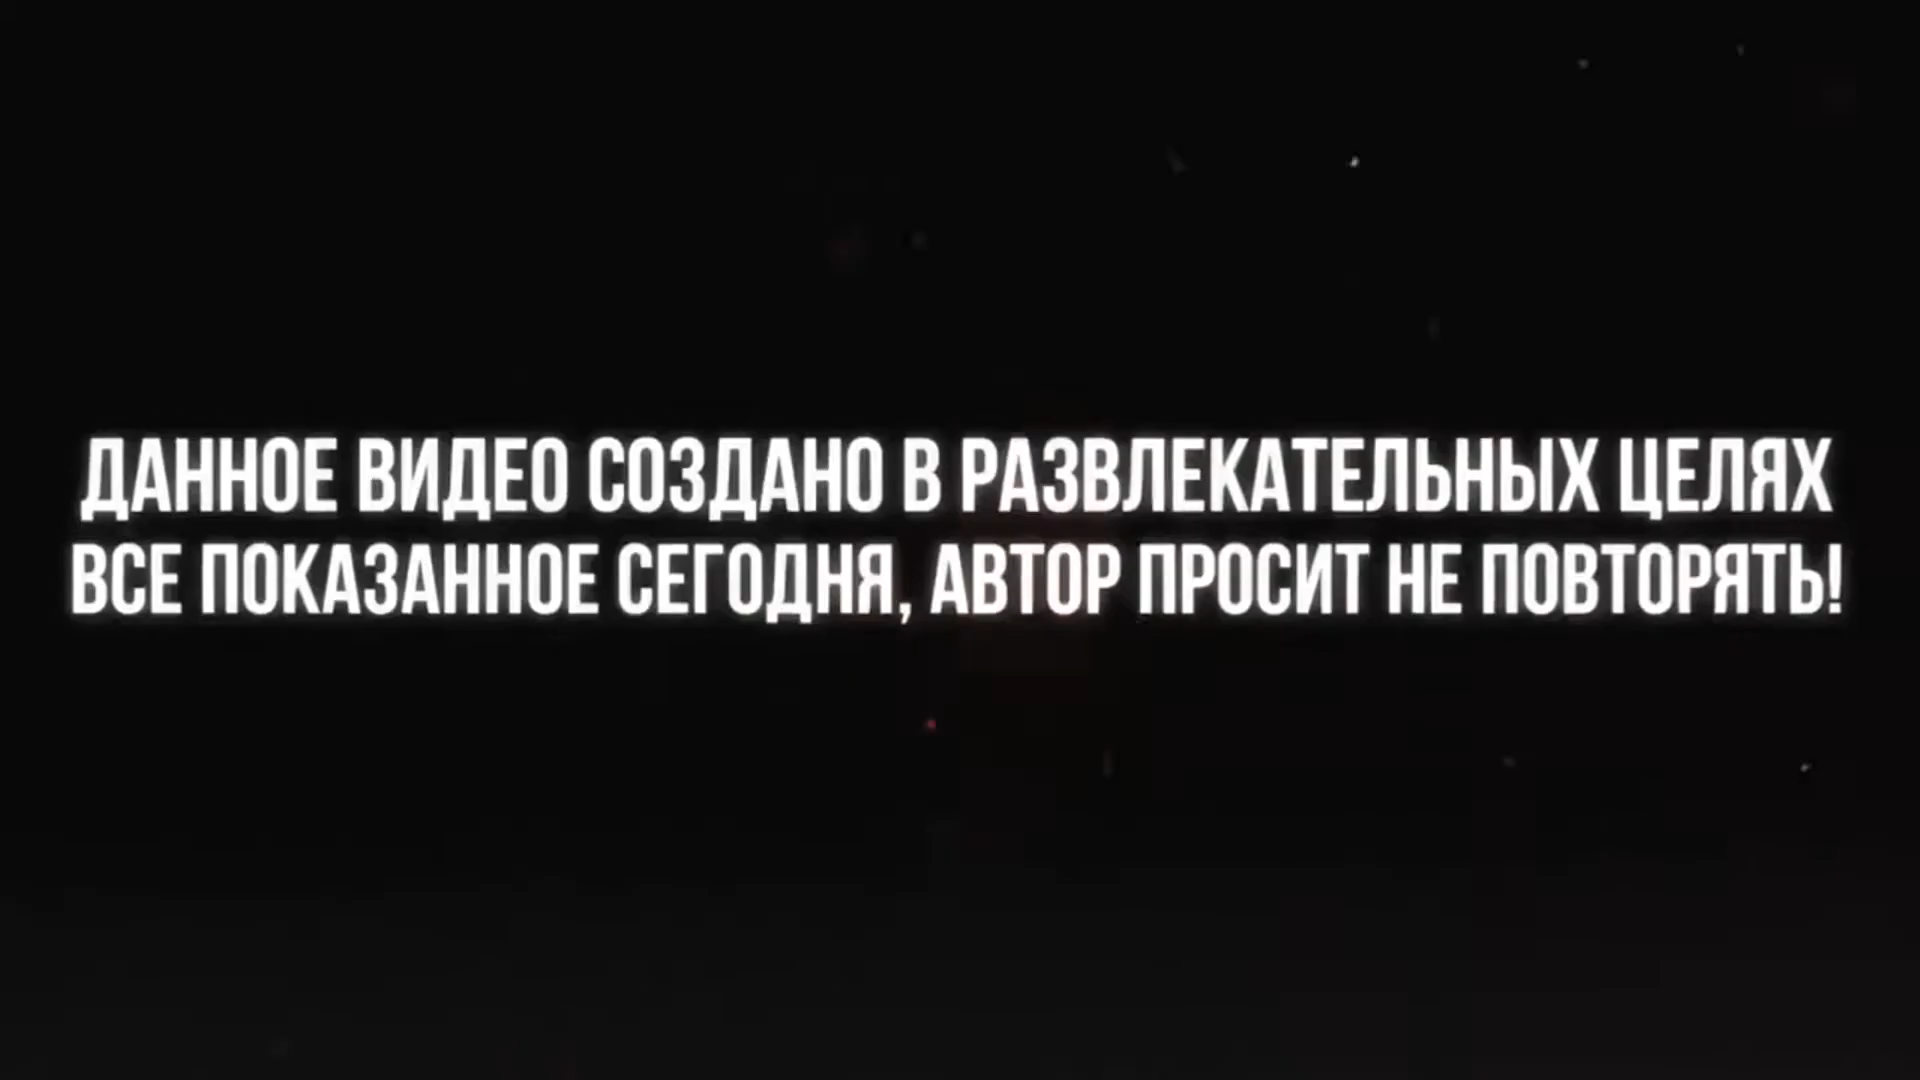 ДАННОЕ ВИДЕО СОЗДАНО В РАЗВЛЕКАТЕЛЬНЫХ ЦЕЛЯХ
ВСЕ ПОКАЗАННОЕ СЕГОДНЯ, АВТОР ПРОСИТ НЕ ПОВТОРЯТЬ!